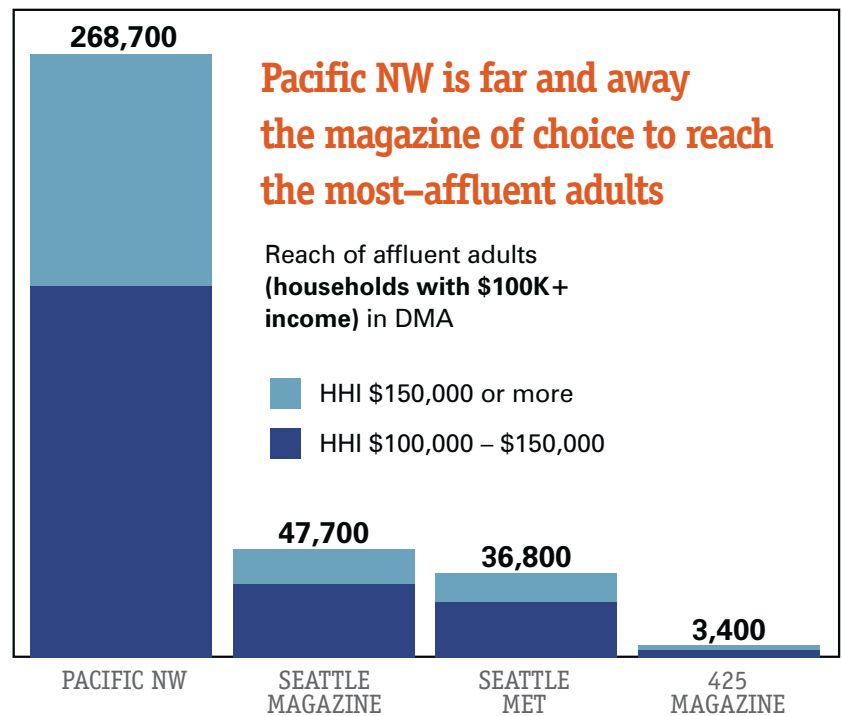 268,700
Pacific NW is far and away
the magazine of choice to reach
the most–affluent adults
Reach of affluent adults
(households with $100K+
income) in DMA
HHI $150,000 or more
HHI $100,000 – $150,000
47,700
36,800
3,400
PACIFIC NW
SEATTLE
MAGAZINE
SEATTLE
MET
425
MAGAZINE